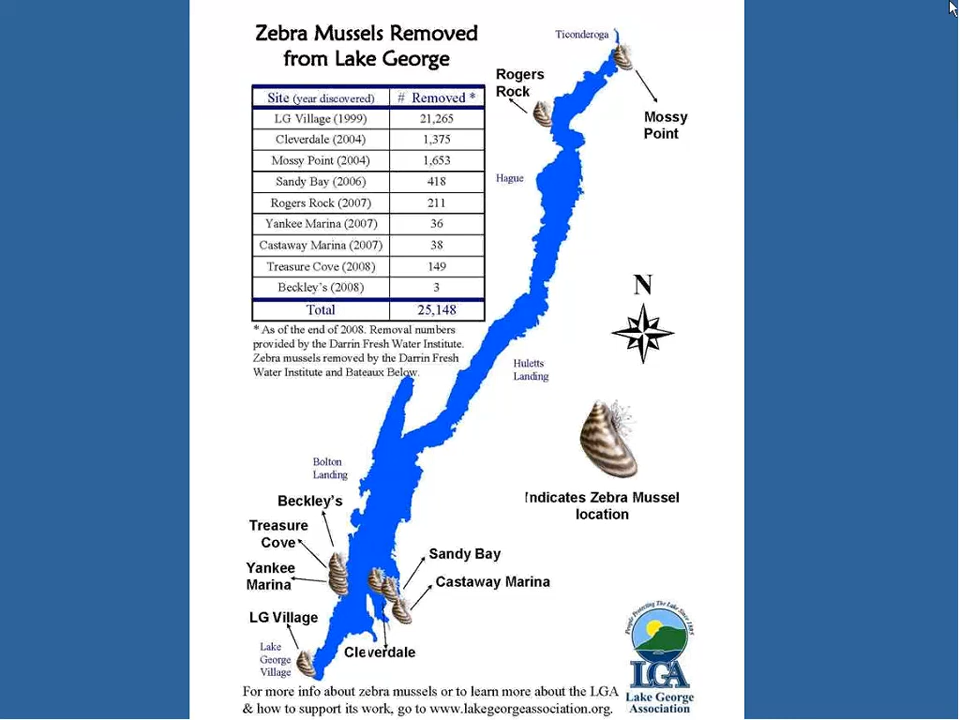 Zebra Mussels Removed
from Lake George
Site (year discovered) # Removed *
LG Village (1999) 21,265
Cleverdale (2004) 1,375
Mossy Point (2004) 1,653
Sandy Bay (2006) 418
Rogers Rock (2007) 211
Yankee Marina (2007) 36
Castaway Marina (2007) 38
Treasure Cove (2008) 149
Beckley's (2008) 3
Total 25,148
* As of the end of 2008. Removal numbers
provided by the Darrin Fresh Water Institute.
Zebra mussels removed by the Darrin Fresh
Water Institute and Bateaux Below.
Ticonderoga
Rogers
Rock
Mossy
Point
Hague
N
Huletts
Landing
Indicates Zebra Mussel
location
Bolton
Landing
Beckley's
Treasure
Cove
Yankee
Marina
Sandy Bay
Castaway Marina
LG Village
Cleverdale
Lake
George
Village
People Protecting The Lake Since 1885
LGA
Lake George
Association
For more info about zebra mussels or to learn more about the LGA
& how to support its work, go to www.lakegeorgeassociation.org.